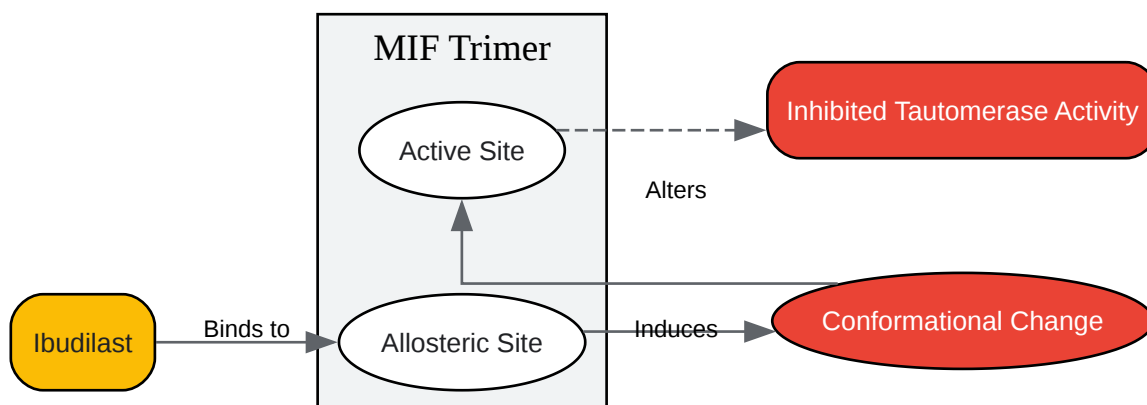 MIF Trimer
Active Site
Inhibited Tautomerase Activity
Alters
Ibudilast
Binds to
Allosteric Site
Induces
Conformational Change